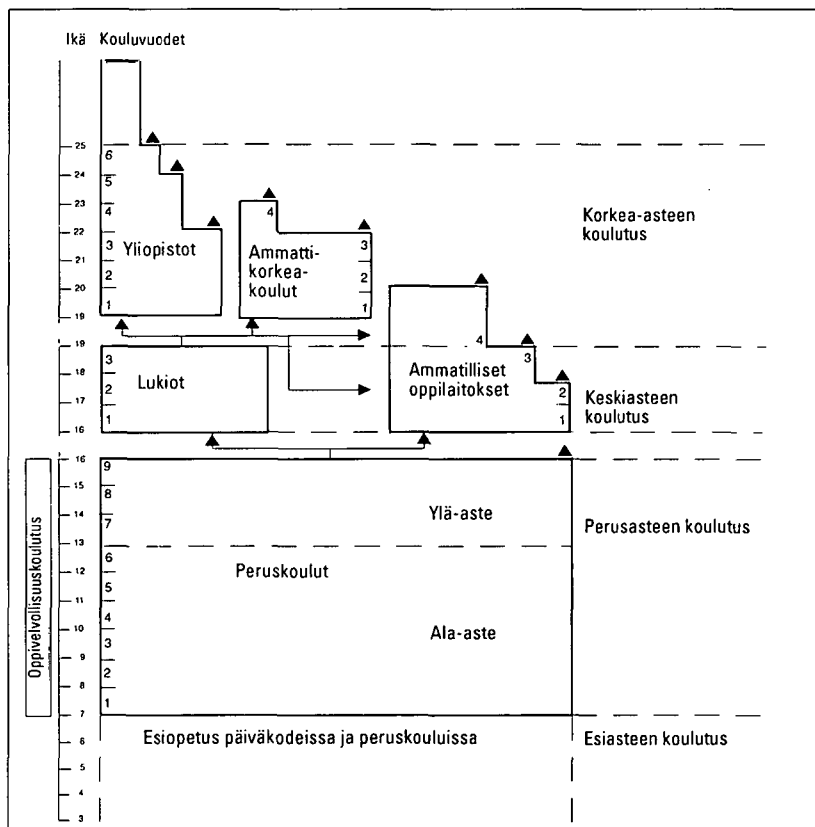 Ikä Kouluvuodet
25
24
23
22
21
20
19
6
5
4
3
2
1
Yliopistot
4
Ammatti-
korkea-
koulut
3
2
1
Korkea-asteen
koulutus
19
18
17
16
3
2
1
Lukiot
4
3
2
1
Ammatilliset
oppilaitokset
Keskiasteen
koulutus
Oppivelvollisuuskoulutus
16
15
14
13
12
11
10
9
8
7
9
8
7
6
5
4
3
2
1
Ylä-aste
Peruskoulut
Ala-aste
Perusasteen koulutus
6
5
4
3
Esiopetus päiväkodeissa ja peruskouluissa
Esiasteen koulutus